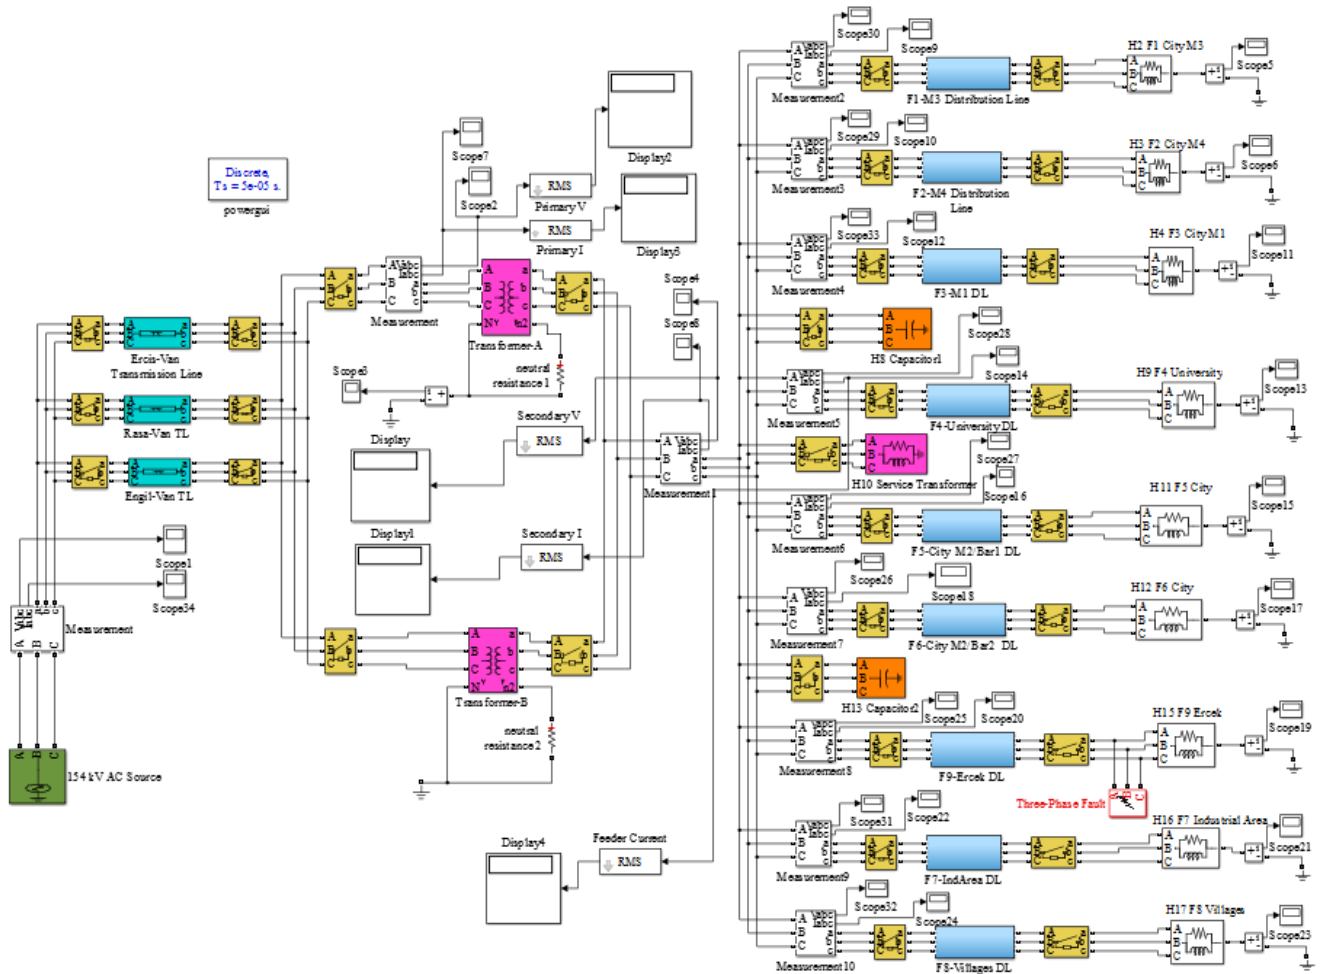 Discrete,
Ts = 5e-05 s.
powergui
Scope7
Scope2
Display2
RMS
Primary V
RMS
Primary I
Display3
Measurement
Transformer-A
neutral
resistance 1
Scope3
Scope4
Scope8
Ercis-Van
Transmission Line
Rasa-Van TL
Engil-Van TL
Secondary V
RMS
Display
Display1
Secondary I
RMS
Measurement 1
Scope1
Scope34
Measurement
154 kV AC Source
Transformer-B
neutral
resistance 2
Display4
Feeder Current
RMS
Scope30
Scope9
Measurement2
F1-M3 Distribution Line
H2 F1 City M3
Scope5
Scope29
Scope10
Measurement3
F2-M4 Distribution
Line
H3 F2 City M4
Scope6
Scope33
Scope12
Measurement4
F3-M1 DL
H4 F3 City M1
Scope11
H8 Capacitor1
Scope28
Scope14
Measurement5
F4-University DL
H9 F4 University
Scope13
H10 Service Transformer
Scope27
Scope16
Measurement6
F5-City M2/Bar1 DL
H11 F5 City
Scope15
Scope26
Scope18
Measurement7
F6-City M2/Bar2 DL
H12 F6 City
Scope17
H13 Capacitor2
Scope25
Scope20
Measurement8
F9-Ercek DL
H15 F9 Ercek
Scope19
Three-Phase Fault
Scope31
Scope22
Measurement9
F7-IndArea DL
H16 F7 Industrial Area
Scope21
Scope32
Scope24
Measurement10
F8-Villages DL
H17 F8 Villages
Scope23